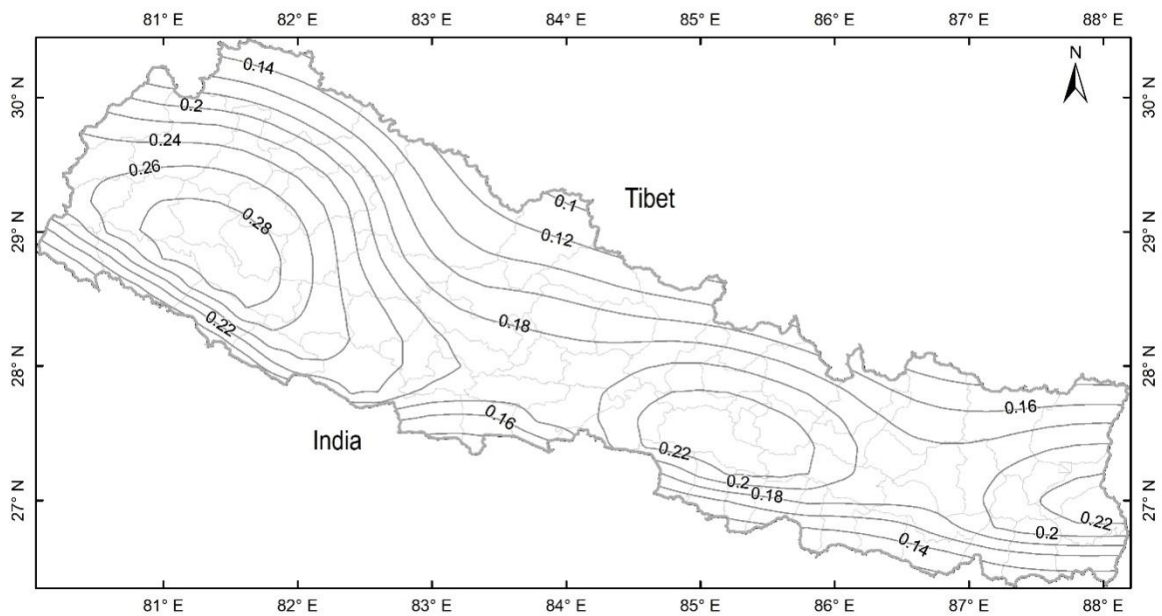 81° E 82° E 83° E 84° E 85° E 86° E 87° E 88° E
N
30° N 30° N
0.14
0.2
0.24
0.26
Tibet
0.1
0.28
0.12
29° N 29° N
0.18
0.22
28° N 28° N
0.16
0.16
India
0.22
0.2
0.18
0.22
0.2
27° N 27° N
0.14
81° E 82° E 83° E 84° E 85° E 86° E 87° E 88° E